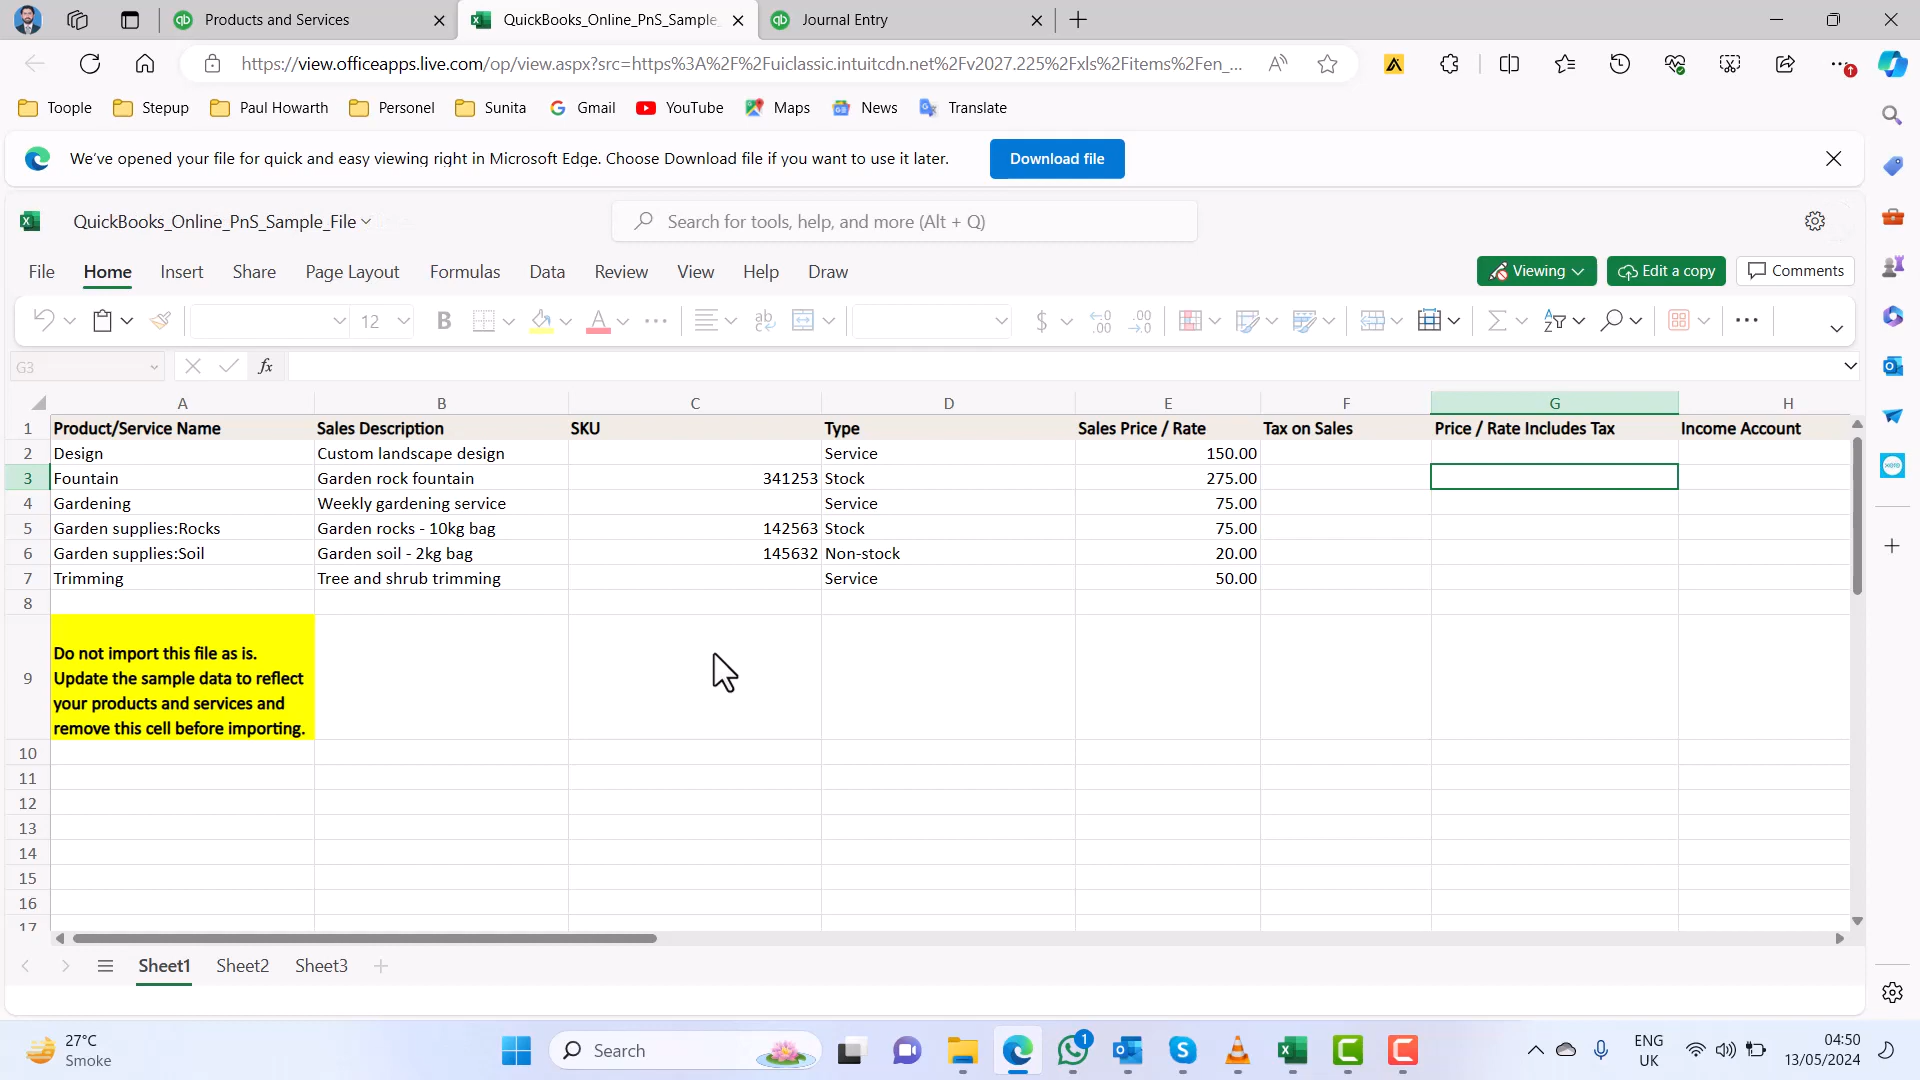 Products and Services
QuickBooks_Online_PnS_Sample_
Journal Entry
https://view.officeapps.live.com/op/view.aspx?src=https%3A%2F%2Fuiclassic.intuitcdn.net%2Fv2027.225%2Fxls%2Fitems%2Fen_...
Toople
Stepup
Paul Howarth
Personel
Sunita
Gmail
YouTube
Maps
News
Translate
We've opened your file for quick and easy viewing right in Microsoft Edge. Choose Download file if you want to use it later.
Download file
QuickBooks_Online_PnS_Sample_File
Search for tools, help, and more (Alt + Q)
File Home Insert Share Page Layout Formulas Data Review View Help Draw
Viewing
Edit a copy
Comments
12
G3
fx
A B C D E F G H
1 Product/Service Name Sales Description SKU Type Sales Price / Rate Tax on Sales Price / Rate Includes Tax Income Account
2 Design Custom landscape design Service 150.00
3 Fountain Garden rock fountain 341253 Stock 275.00
4 Gardening Weekly gardening service Service 75.00
5 Garden supplies:Rocks Garden rocks - 10kg bag 142563 Stock 75.00
6 Garden supplies:Soil Garden soil - 2kg bag 145632 Non-stock 20.00
7 Trimming Tree and shrub trimming Service 50.00
8
9
Do not import this file as is.
Update the sample data to reflect
your products and services and
remove this cell before importing.
10
11
12
13
14
15
16
17
Sheet1 Sheet2 Sheet3
27°C
Smoke
Search
1
ENG
UK
04:50
13/05/2024